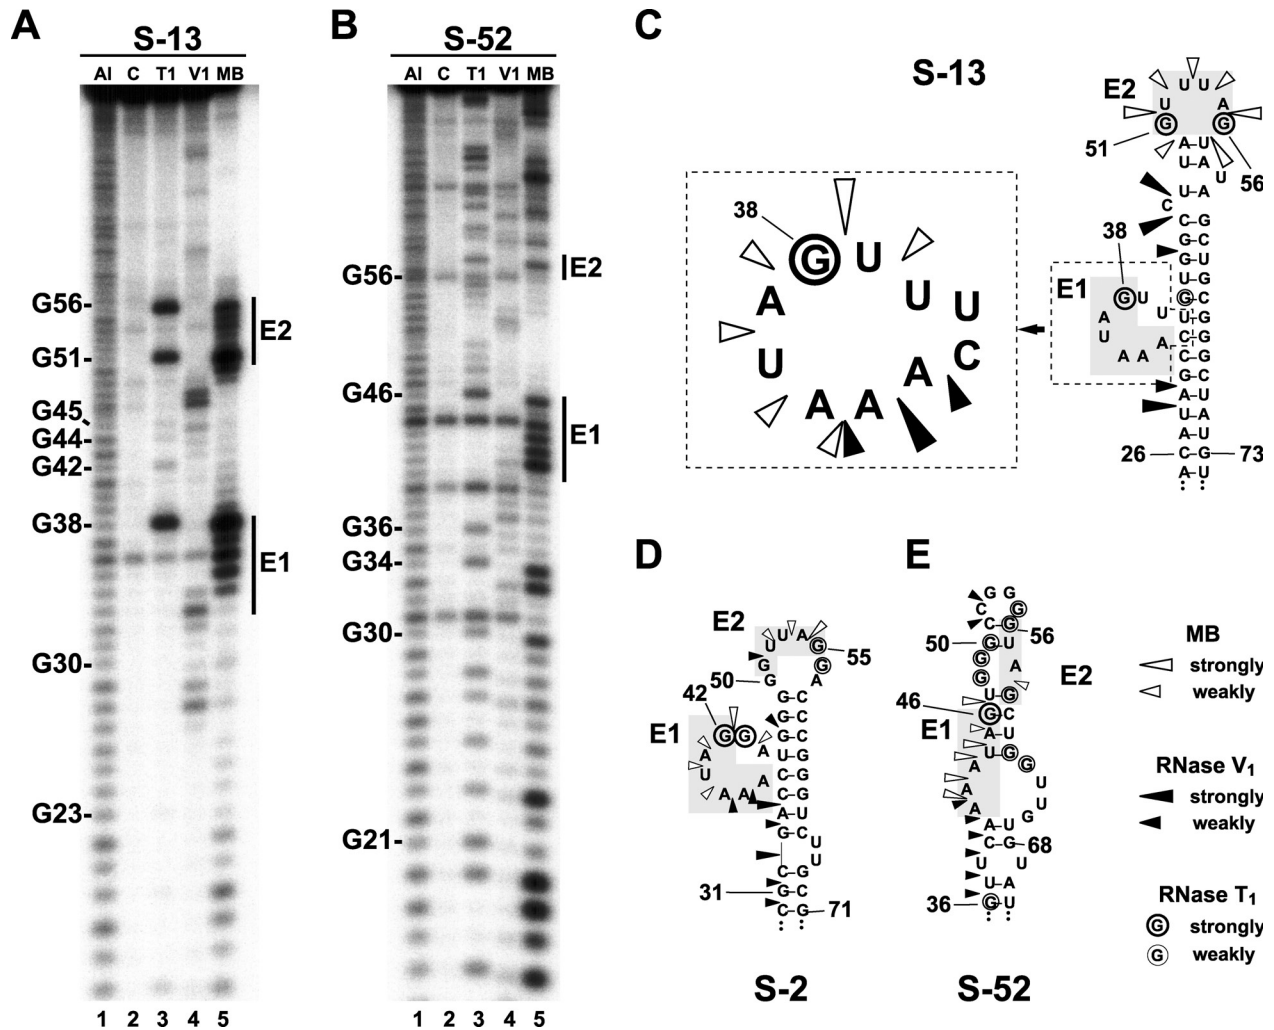 A
S-13
AI C T1 V1 MB
G56-
G51-
G45
G44-
G42-
G38-
G30-
G23-
E2
E1
1 2 3 4 5
B
S-52
AI C T1 V1 MB
G56-
G46-
G36-
G34-
G30-
G21-
E2
E1
1 2 3 4 5
C
S-13
38
G U
A U U
U C
A A A
E2
U U U
U A
G G
51
56
A-U
U A
U
U-A
C
C-G
G-C
G-U
U-G
38
E1
G U
A U
U A A A
G-C
U-G
C-G
C-G
G-C
A-U
U-A
A-U
26 C-G 73
A-U
D
E2
U U A
G G 55
50 G G A
G-C
G-C
42 G-C
E1
G G
A A
U A A A
G-C
U-G
C-G
C-G
A-U
G C
U
U
C-G
31 G-C
C-G 71
S-2
E
G G
C G
C-G
56
50 G-U
G A
G
E2
U-G
46 G-C
E1
A-U
U-G
G
A U
A U
A G
A-U
C-G 68
U U
U-A
36 G-U
S-52
MB
strongly
weakly
RNase V1
strongly
weakly
RNase T1
G strongly
G weakly